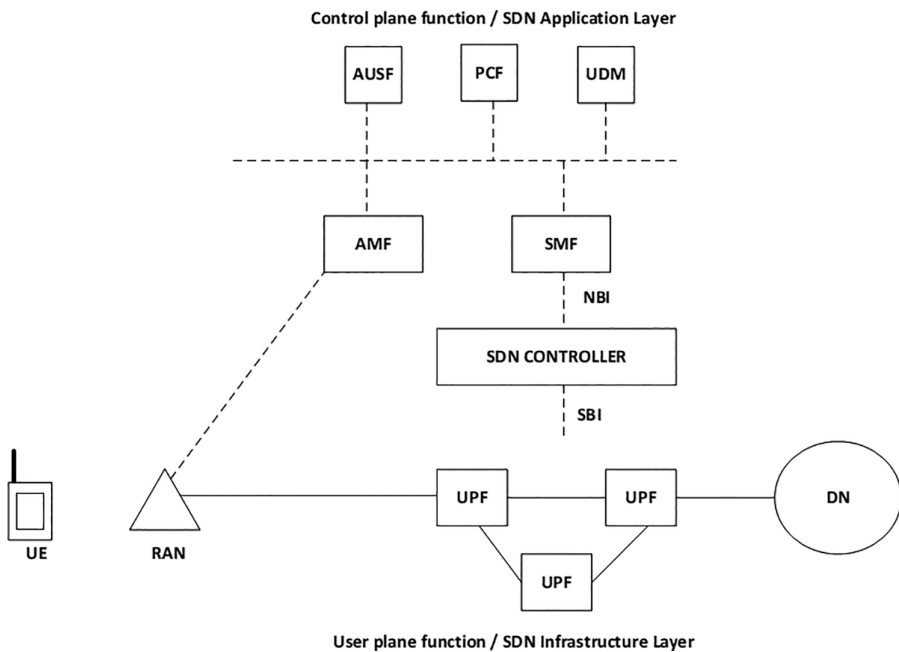 Control plane function / SDN Application Layer
AUSF
PCF
UDM
AMF
SMF
NBI
SDN CONTROLLER
SBI
UPF
UPF
DN
UE
RAN
UPF
User plane function / SDN Infrastructure Layer